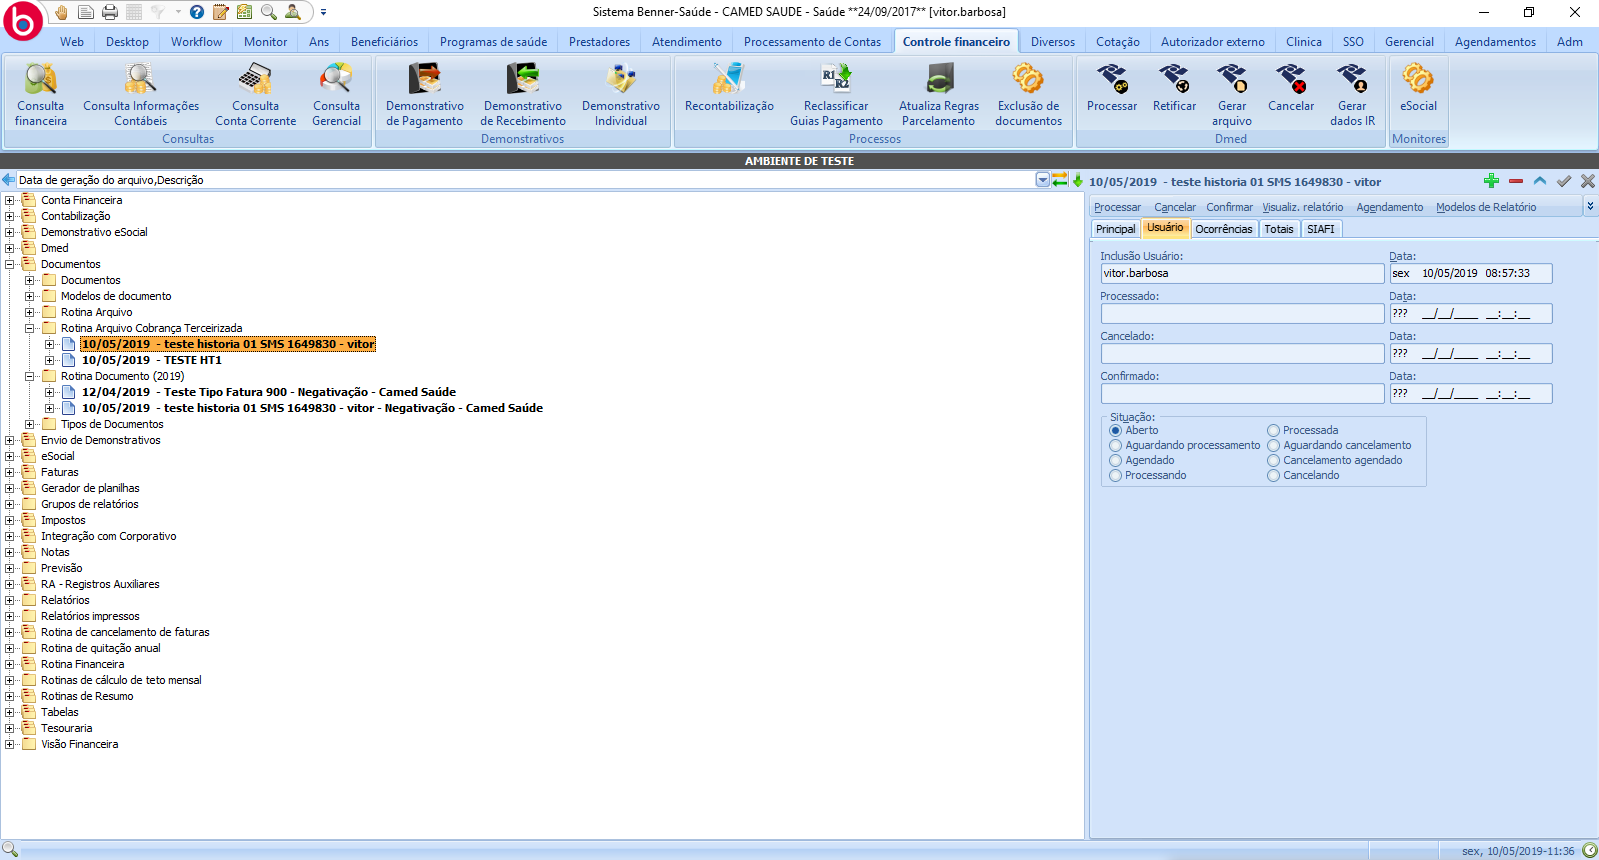 Sistema Benner-Saúde - CAMED SAUDE - Saúde **24/09/2017** [vitor.barbosa]
b
Web Desktop Workflow Monitor Ans Beneficiários Programas de saúde Prestadores Atendimento Processamento de Contas Controle financeiro Diversos Cotação Autorizador externo Clinica SSO Gerencial Agendamentos Adm
Consulta financeira
Consulta Informações Contábeis
Consulta Conta Corrente
Consulta Gerencial
Consultas
Demonstrativo de Pagamento
Demonstrativo de Recebimento
Demonstrativo Individual
Demonstrativos
Recontabilização
R1 R2
Reclassificar Guias Pagamento
Atualiza Regras Parcelamento
Exclusão de documentos
Processos
Processar
Retificar
Gerar arquivo
Cancelar
Gerar dados IR
Dmed
eSocial
Monitores
AMBIENTE DE TESTE
Data de geração do arquivo,Descrição
Conta Financeira
Contabilização
Demonstrativo eSocial
Dmed
Documentos
Documentos
Modelos de documento
Rotina Arquivo
Rotina Arquivo Cobrança Terceirizada
10/05/2019 - teste historia 01 SMS 1649830 - vitor
10/05/2019 - TESTE HT1
Rotina Documento (2019)
12/04/2019 - Teste Tipo Fatura 900 - Negativação - Camed Saúde
10/05/2019 - teste historia 01 SMS 1649830 - vitor - Negativação - Camed Saúde
Tipos de Documentos
Envio de Demonstrativos
eSocial
Faturas
Gerador de planilhas
Grupos de relatórios
Impostos
Integração com Corporativo
Notas
Previsão
RA - Registros Auxiliares
Relatórios
Relatórios impressos
Rotina de cancelamento de faturas
Rotina de quitação anual
Rotina Financeira
Rotinas de cálculo de teto mensal
Rotinas de Resumo
Tabelas
Tesouraria
Visão Financeira
10/05/2019 - teste historia 01 SMS 1649830 - vitor
Processar Cancelar Confirmar Visualiz. relatório Agendamento Modelos de Relatório
Principal Usuário Ocorrências Totais SIAFI
Inclusão Usuário: Data:
vitor.barbosa sex 10/05/2019 08:57:33
Processado: Data:
??? __/__/____ __:__:__
Cancelado: Data:
??? __/__/____ __:__:__
Confirmado: Data:
??? __/__/____ __:__:__
Situação:
Aberto Processada
Aguardando processamento Aguardando cancelamento
Agendado Cancelamento agendado
Processando Cancelando
sex, 10/05/2019-11:36